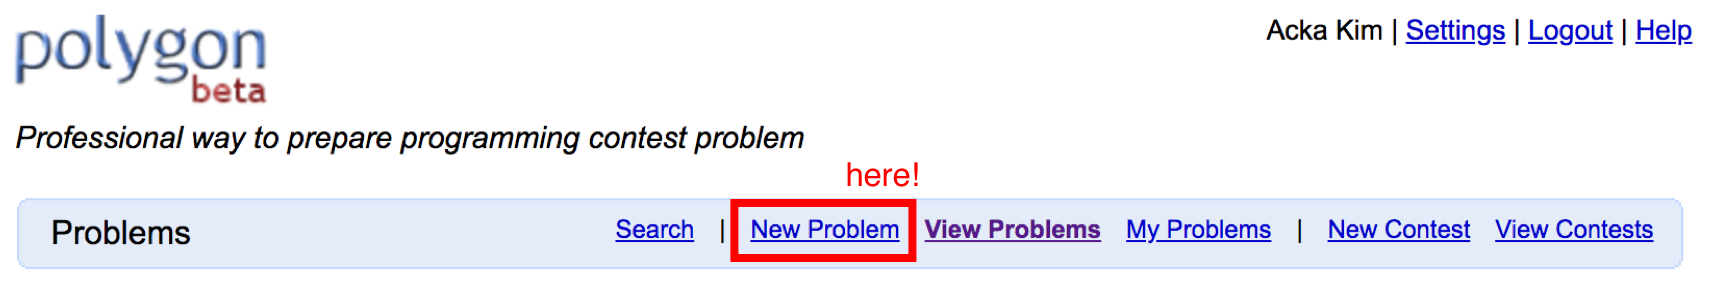 polygon
beta
Acka Kim | Settings | Logout | Help
Professional way to prepare programming contest problem
here!
Problems
Search | New Problem View Problems My Problems | New Contest View Contests